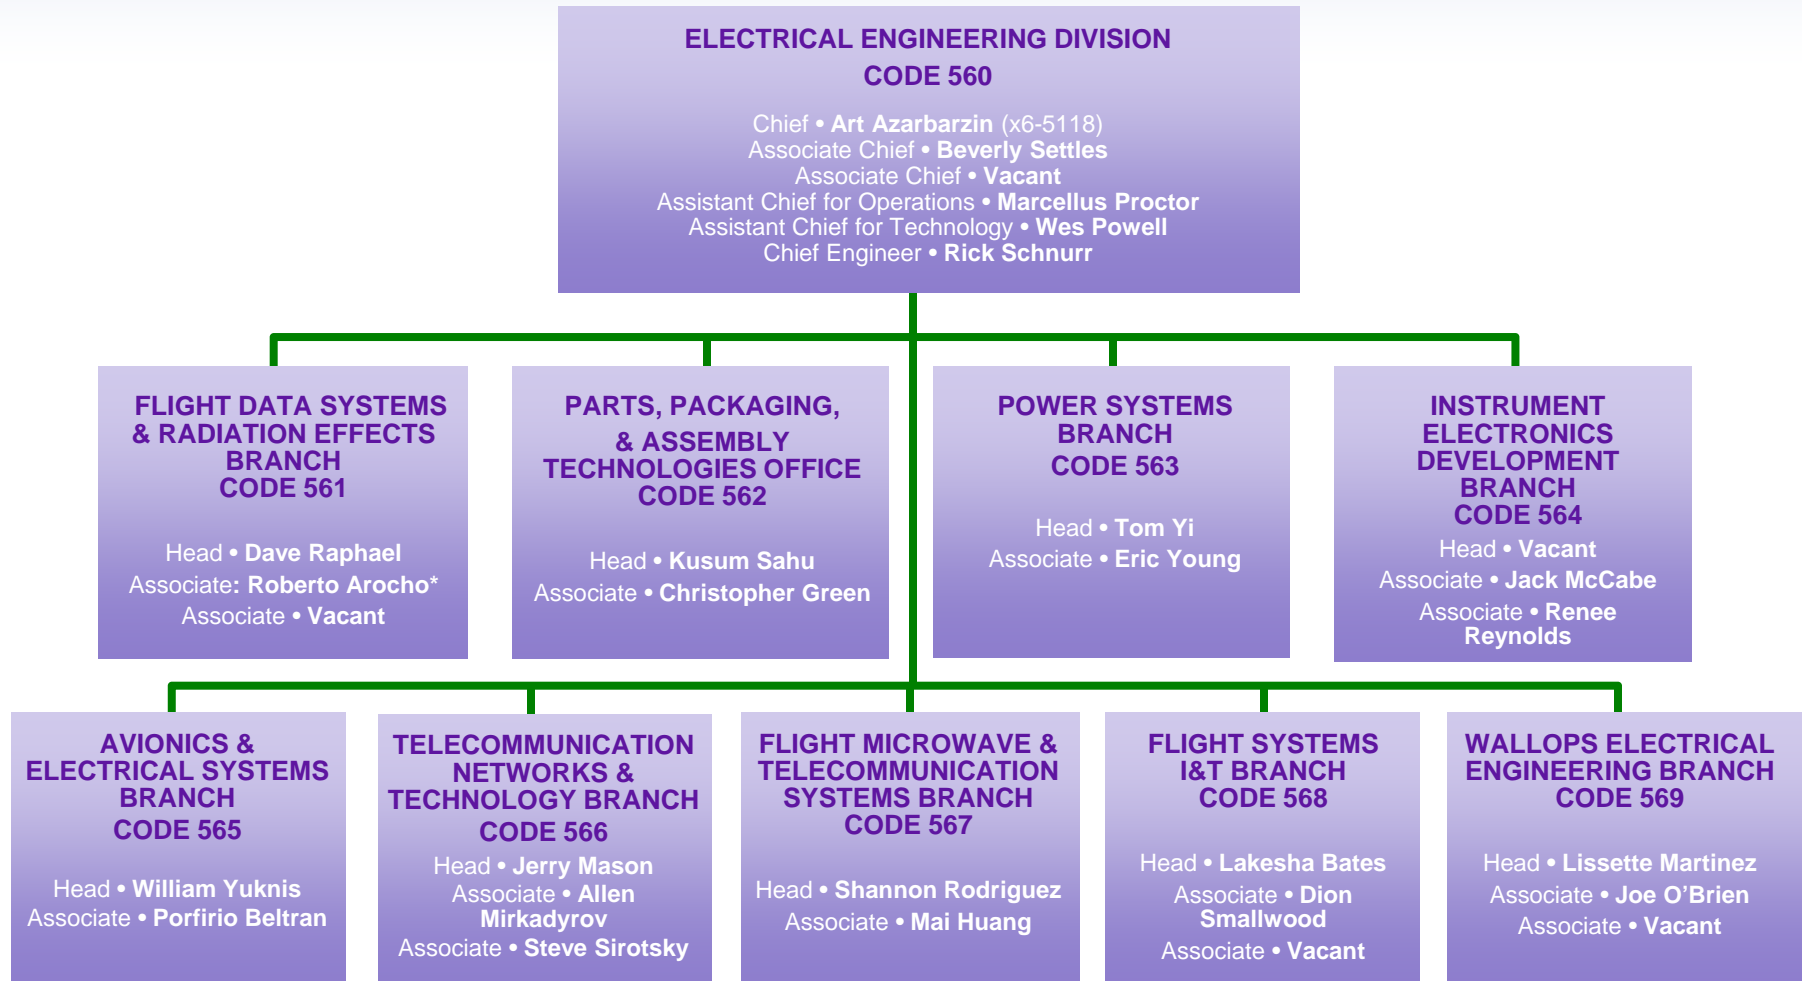 ELECTRICAL ENGINEERING DIVISION
CODE 560
Chief • Art Azarbarzin (x6-5118)
Associate Chief • Beverly Settles
Associate Chief • Vacant
Assistant Chief for Operations • Marcellus Proctor
Assistant Chief for Technology • Wes Powell
Chief Engineer • Rick Schnurr
FLIGHT DATA SYSTEMS
& RADIATION EFFECTS
BRANCH
CODE 561
Head • Dave Raphael
Associate: Roberto Arocho*
Associate • Vacant
PARTS, PACKAGING,
& ASSEMBLY
TECHNOLOGIES OFFICE
CODE 562
Head • Kusum Sahu
Associate • Christopher Green
POWER SYSTEMS
BRANCH
CODE 563
Head • Tom Yi
Associate • Eric Young
INSTRUMENT
ELECTRONICS
DEVELOPMENT
BRANCH
CODE 564
Head • Vacant
Associate • Jack McCabe
Associate • Renee
Reynolds
AVIONICS &
ELECTRICAL SYSTEMS
BRANCH
CODE 565
Head • William Yuknis
Associate • Porfirio Beltran
TELECOMMUNICATION
NETWORKS &
TECHNOLOGY BRANCH
CODE 566
Head • Jerry Mason
Associate • Allen
Mirkadyrov
Associate • Steve Sirotsky
FLIGHT MICROWAVE &
TELECOMMUNICATION
SYSTEMS BRANCH
CODE 567
Head • Shannon Rodriguez
Associate • Mai Huang
FLIGHT SYSTEMS
I&T BRANCH
CODE 568
Head • Lakesha Bates
Associate • Dion
Smallwood
Associate • Vacant
WALLOPS ELECTRICAL
ENGINEERING BRANCH
CODE 569
Head • Lissette Martinez
Associate • Joe O’Brien
Associate • Vacant